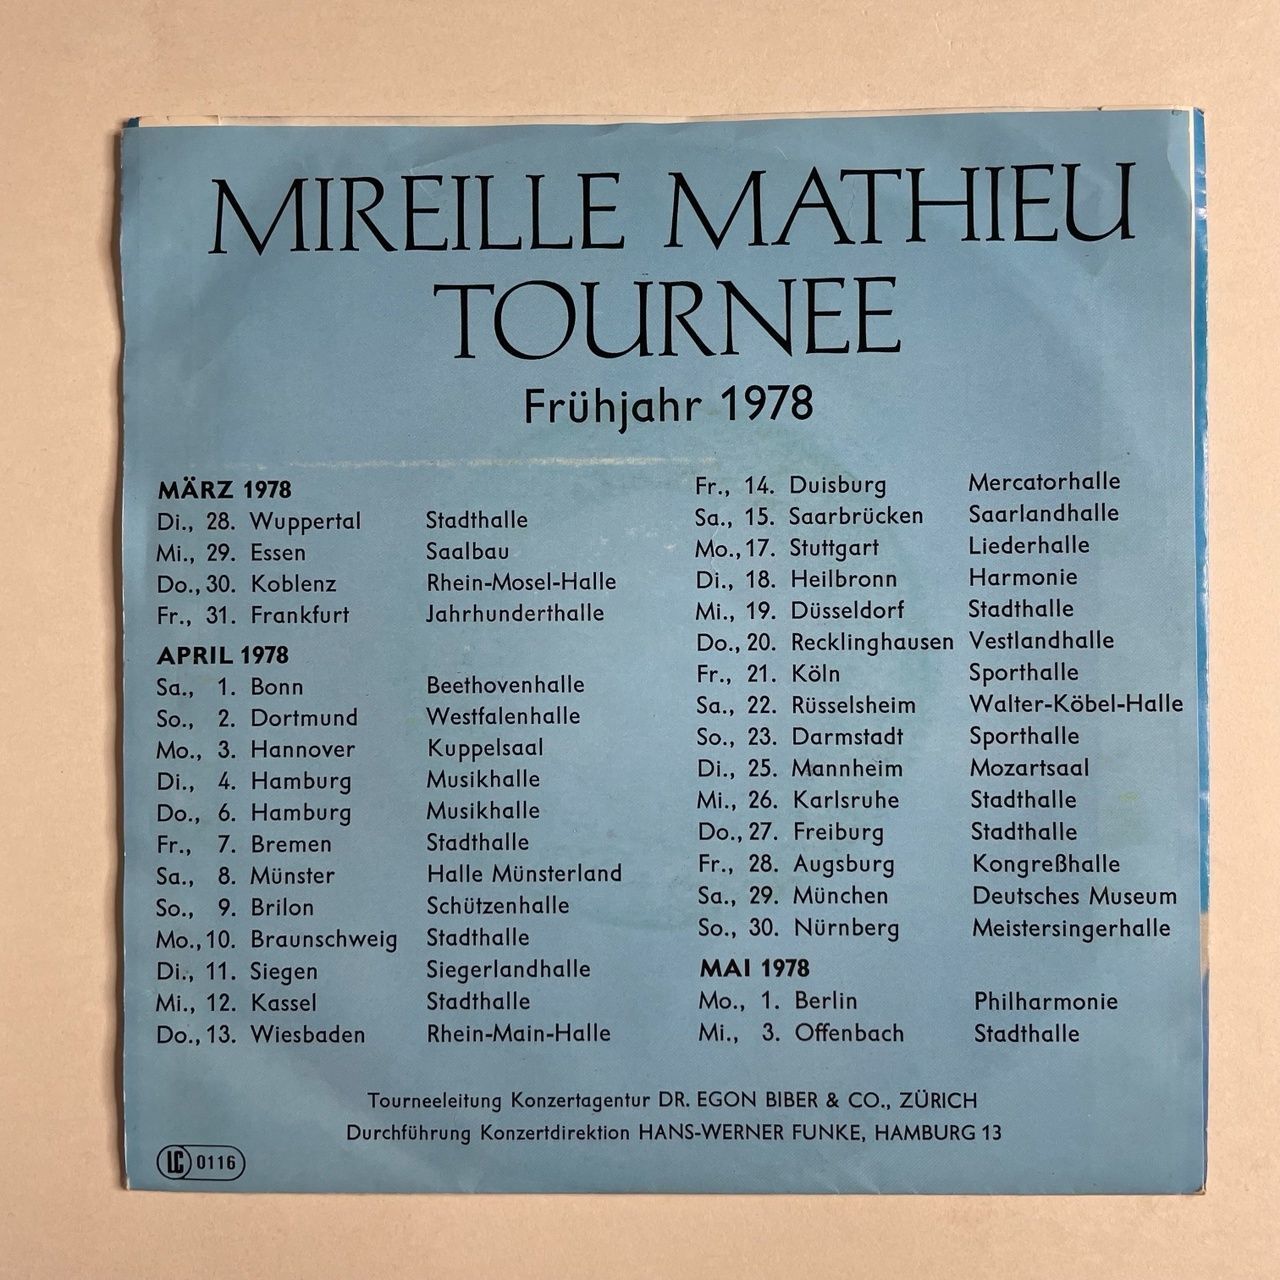 MIREILLE MATHIEU
TOURNEE
Frühjahr 1978
MÄRZ 1978
Di., 28. Wuppertal Stadthalle
Mi., 29. Essen Saalbau
Do., 30. Koblenz Rhein-Mosel-Halle
Fr., 31. Frankfurt Jahrhunderthalle
APRIL 1978
Sa., 1. Bonn Beethovenhalle
So., 2. Dortmund Westfalenhalle
Mo., 3. Hannover Kuppelsaal
Di., 4. Hamburg Musikhalle
Do., 6. Hamburg Musikhalle
Fr., 7. Bremen Stadthalle
Sa., 8. Münster Halle Münsterland
So., 9. Brilon Schützenhalle
Mo., 10. Braunschweig Stadthalle
Di., 11. Siegen Siegerlandhalle
Mi., 12. Kassel Stadthalle
Do., 13. Wiesbaden Rhein-Main-Halle
Fr., 14. Duisburg Mercatorhalle
Sa., 15. Saarbrücken Saarlandhalle
Mo., 17. Stuttgart Liederhalle
Di., 18. Heilbronn Harmonie
Mi., 19. Düsseldorf Stadthalle
Do., 20. Recklinghausen Vestlandhalle
Fr., 21. Köln Sporthalle
Sa., 22. Rüsselsheim Walter-Köbel-Halle
So., 23. Darmstadt Sporthalle
Di., 25. Mannheim Mozartsaal
Mi., 26. Karlsruhe Stadthalle
Do., 27. Freiburg Stadthalle
Fr., 28. Augsburg Kongreßhalle
Sa., 29. München Deutsches Museum
So., 30. Nürnberg Meistersingerhalle
MAI 1978
Mo., 1. Berlin Philharmonie
Mi., 3. Offenbach Stadthalle
Tourneeleitung Konzertagentur DR. EGON BIBER & CO., ZÜRICH
Durchführung Konzertdirektion HANS-WERNER FUNKE, HAMBURG 13
LC 0116